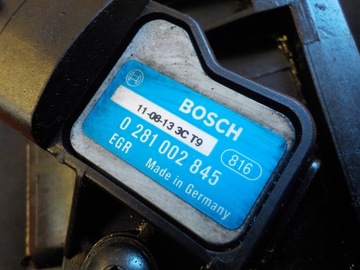 BOSCH
11-08-13 3C T9
0 281 002 845
EGR
816
Made in Germany